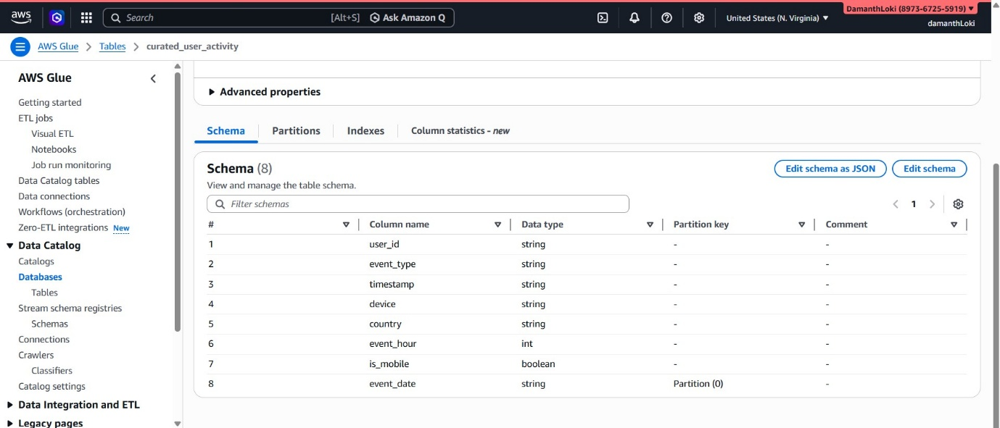 aws
Search [Alt+S] Ask Amazon Q
United States (N. Virginia) ▼
DamanthLoki (8973-6725-5919) ▼
damanthLoki
AWS Glue > Tables > curated_user_activity
AWS Glue
Getting started
ETL jobs
Visual ETL
Notebooks
Job run monitoring
Data Catalog tables
Data connections
Workflows (orchestration)
Zero-ETL integrations New
Data Catalog
Catalogs
Databases
Tables
Stream schema registries
Schemas
Connections
Crawlers
Classifiers
Catalog settings
Data Integration and ETL
Legacy pages
Advanced properties
Schema Partitions Indexes Column statistics - new
Schema (8)
Edit schema as JSON Edit schema
View and manage the table schema.
Filter schemas
1
# Column name Data type Partition key Comment
1 user_id string - -
2 event_type string - -
3 timestamp string - -
4 device string - -
5 country string - -
6 event_hour int - -
7 is_mobile boolean - -
8 event_date string Partition (0) -